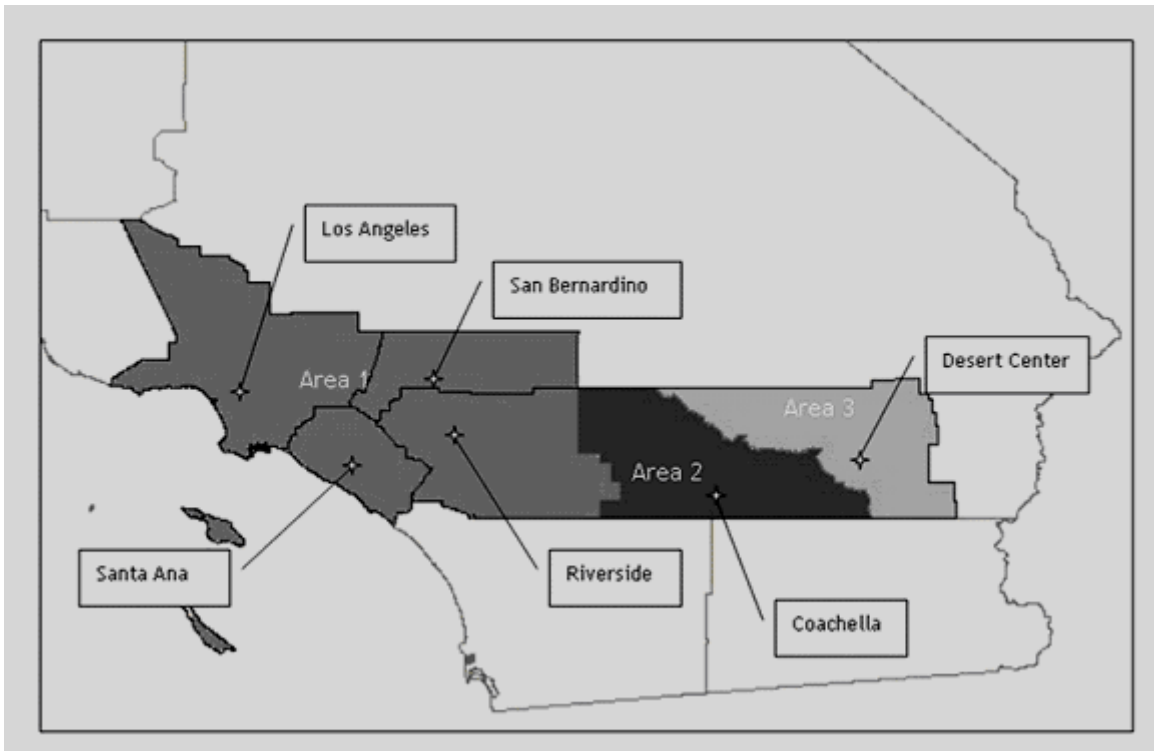 Los Angeles
San Bernardino
Desert Center
Area 1
Area 3
Area 2
Santa Ana
Riverside
Coachella